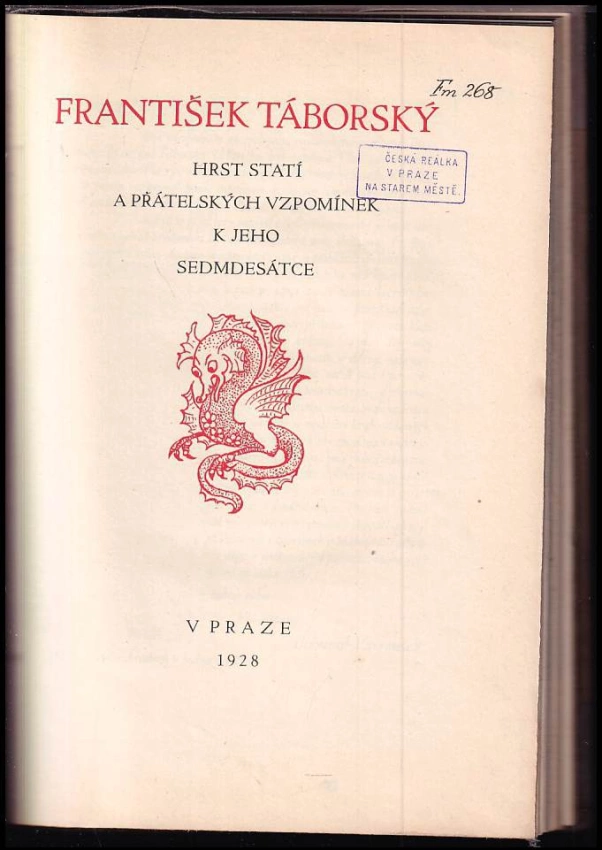 Fm 268
FRANTIŠEK TÁBORSKÝ
ČESKÁ REÁLKA
V PRAZE
NA STARÉM MĚSTĚ.
HRST STATÍ
A PŘÁTELSKÝCH VZPOMÍNEK
K JEHO
SEDMDESÁTCE
V PRAZE
1928